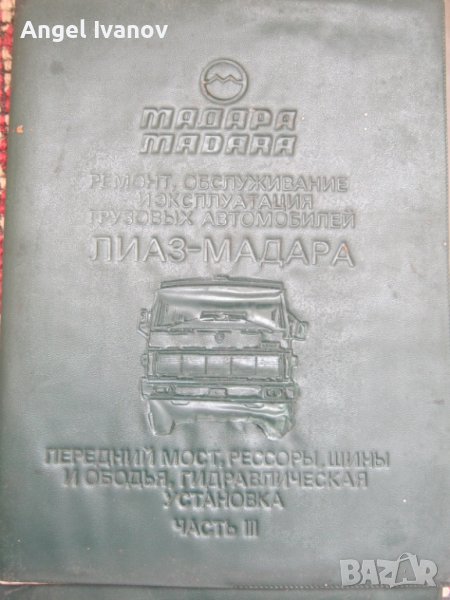 Angel Ivanov
МАДАРА
MADARA
РЕМОНТ, ОБСЛУЖИВАНИЕ
И ЭКСПЛУАТАЦИЯ
ГРУЗОВЫХ АВТОМОБИЛЕЙ
ЛИАЗ-МАДАРА
ПЕРЕДНИЙ МОСТ, РЕССОРЫ, ШИНЫ
И ОБОДЬЯ, ГИДРАВЛИЧЕСКАЯ
УСТАНОВКА
ЧАСТЬ III
BAZAR